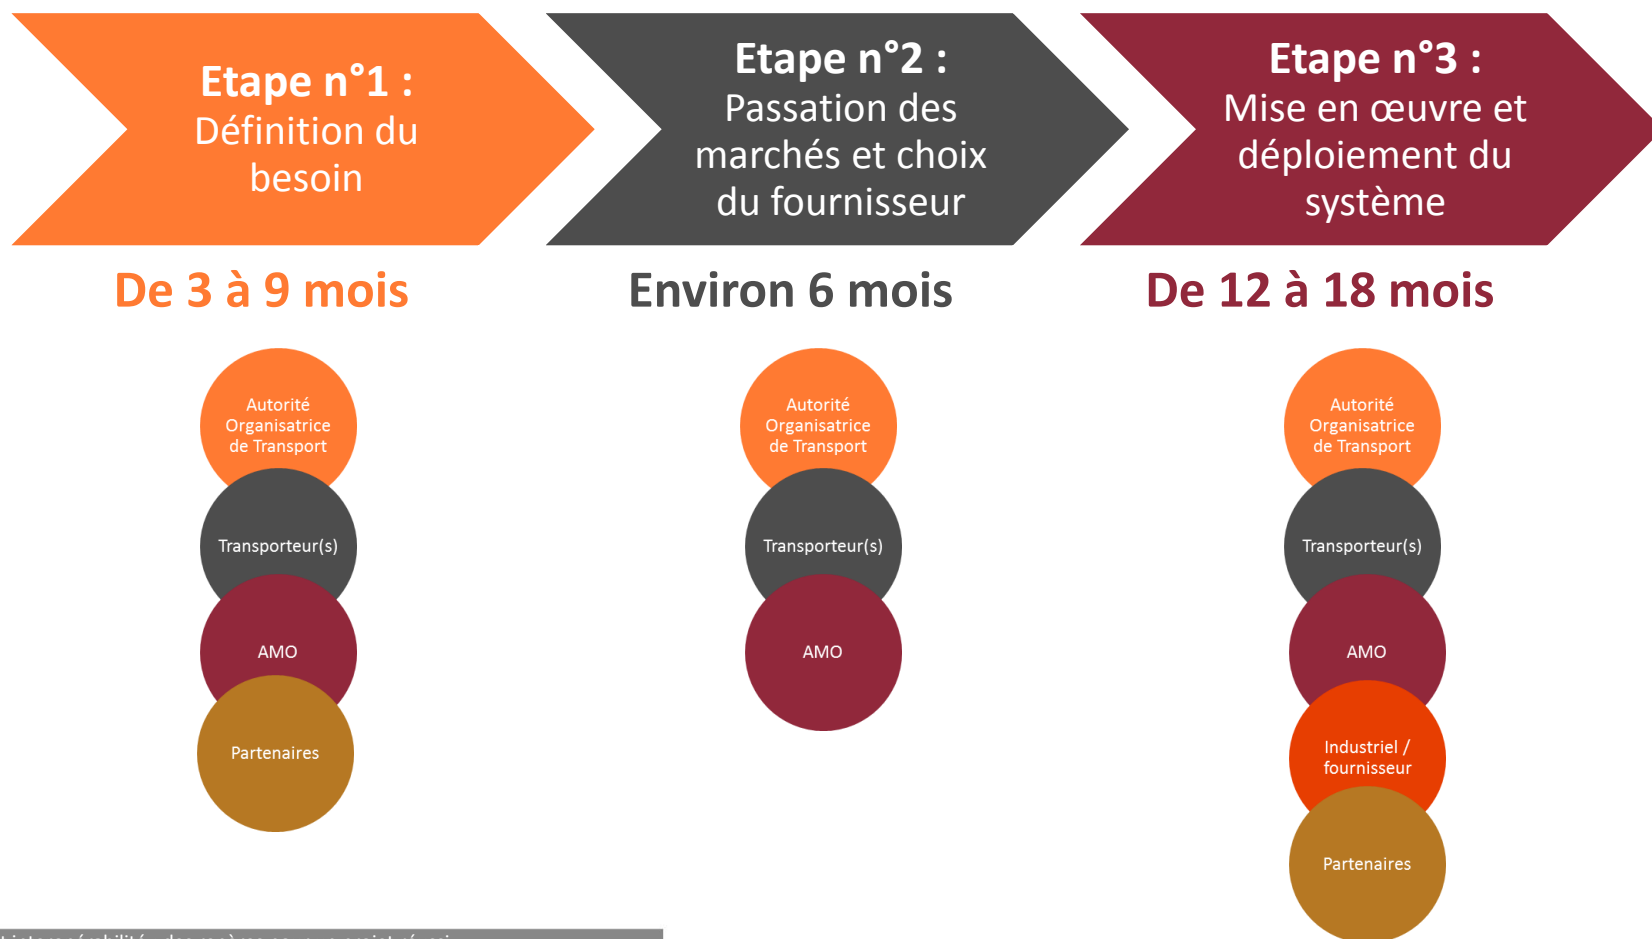 Etape n°1 :
Définition du
besoin
De 3 à 9 mois
Autorité
Organisatrice
de Transport
Transporteur(s)
AMO
Partenaires
Etape n°2 :
Passation des
marchés et choix
du fournisseur
Environ 6 mois
Autorité
Organisatrice
de Transport
Transporteur(s)
AMO
Etape n°3 :
Mise en œuvre et
déploiement du
système
De 12 à 18 mois
Autorité
Organisatrice
de Transport
Transporteur(s)
AMO
Industriel /
fournisseur
Partenaires